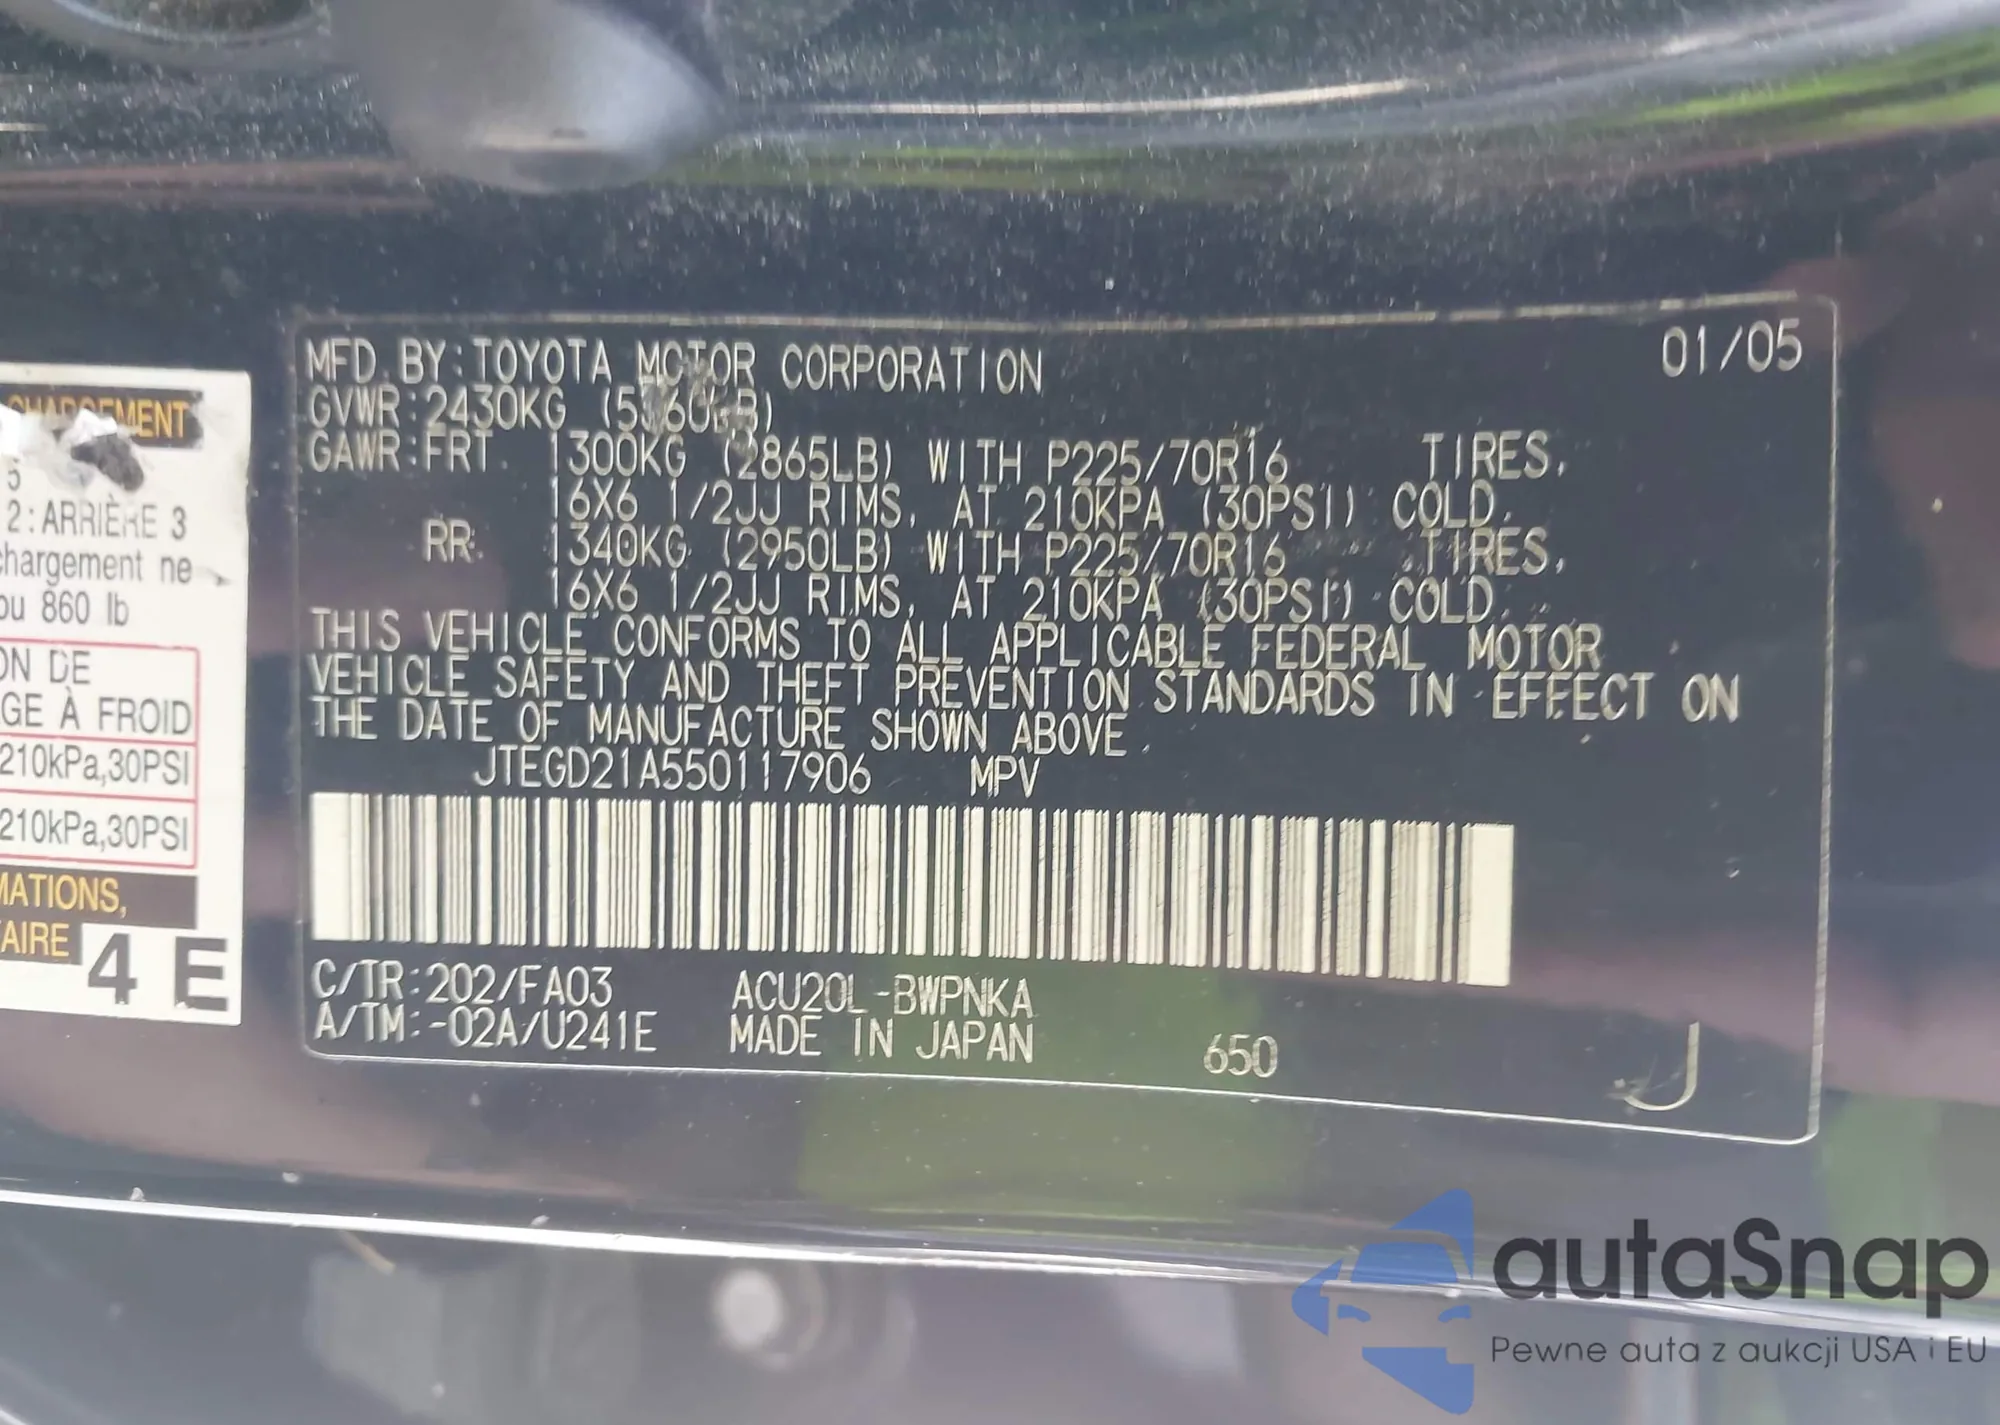 CHARGEMENT
5
2:ARRIÈRE 3
chargement ne
ou 860 lb
ON DE
GE À FROID
210kPa,30PSI
210kPa,30PSI
MATIONS,
AIRE
4 E
MFD. BY:TOYOTA MOTOR CORPORATION 01/05
GVWR:2430KG (5360LB)
GAWR:FRT. 1300KG (2865LB) WITH P225/70R16 TIRES,
16X6 1/2JJ RIMS, AT 210KPA (30PSI) COLD.
RR. 1340KG (2950LB) WITH P225/70R16 TIRES,
16X6 1/2JJ RIMS, AT 210KPA (30PSI) COLD.
THIS VEHICLE CONFORMS TO ALL APPLICABLE FEDERAL MOTOR
VEHICLE SAFETY AND THEFT PREVENTION STANDARDS IN EFFECT ON
THE DATE OF MANUFACTURE SHOWN ABOVE.
JTEGD21A550117906 MPV
C/TR:202/FA03 ACU20L-BWPNKA
A/TM:-02A/U241E MADE IN JAPAN 650 J
autaSnap
Pewne auta z aukcji USA i EU